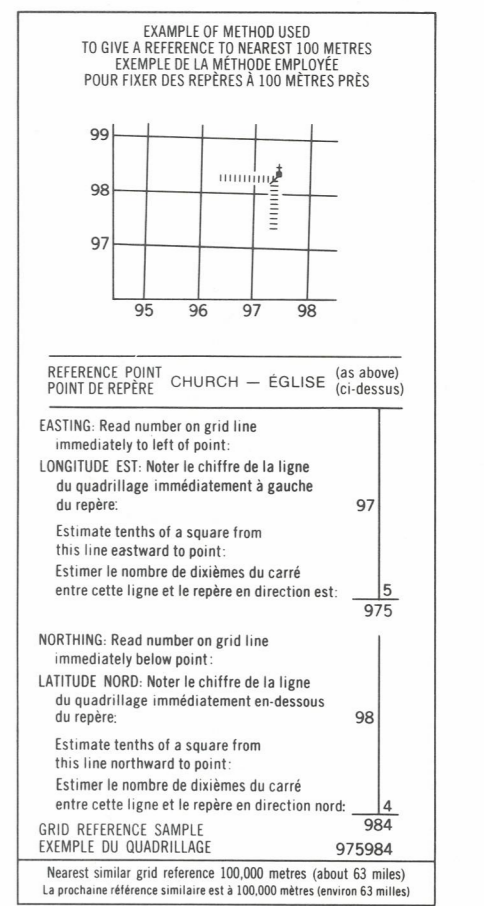 EXAMPLE OF METHOD USED
TO GIVE A REFERENCE TO NEAREST 100 METRES
EXEMPLE DE LA MÉTHODE EMPLOYÉE
POUR FIXER DES REPÈRES À 100 MÈTRES PRÈS
99
98
97
95 96 97 98
REFERENCE POINT
POINT DE REPÈRE
CHURCH — ÉGLISE
(as above)
(ci-dessus)
EASTING: Read number on grid line
immediately to left of point:
LONGITUDE EST: Noter le chiffre de la ligne
du quadrillage immédiatement à gauche
du repère: 97
Estimate tenths of a square from
this line eastward to point:
Estimer le nombre de dixièmes du carré
entre cette ligne et le repère en direction est: 5
975
NORTHING: Read number on grid line
immediately below point:
LATITUDE NORD: Noter le chiffre de la ligne
du quadrillage immédiatement en-dessous
du repère: 98
Estimate tenths of a square from
this line northward to point:
Estimer le nombre de dixièmes du carré
entre cette ligne et le repère en direction nord: 4
984
GRID REFERENCE SAMPLE
EXEMPLE DU QUADRILLAGE 975984
Nearest similar grid reference 100,000 metres (about 63 miles)
La prochaine référence similaire est à 100,000 mètres (environ 63 milles)